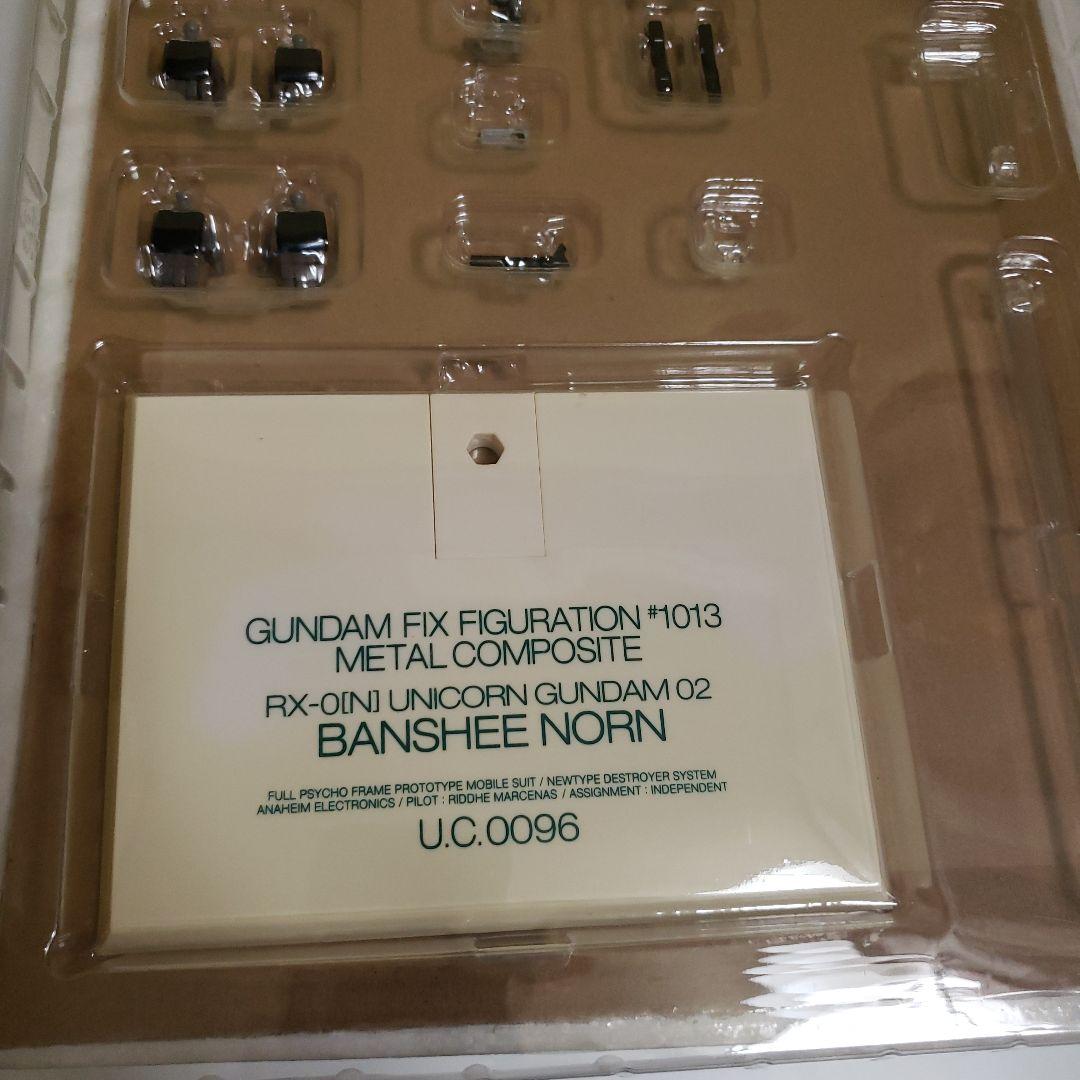 GUNDAM FIX FIGURATION #1013
METAL COMPOSITE
RX-0[N] UNICORN GUNDAM 02
BANSHEE NORN
FULL PSYCHO FRAME PROTOTYPE MOBILE SUIT / NEWTYPE DESTROYER SYSTEM
ANAHEIM ELECTRONICS / PILOT : RIDDHE MARCENAS / ASSIGNMENT : INDEPENDENT
U.C.0096